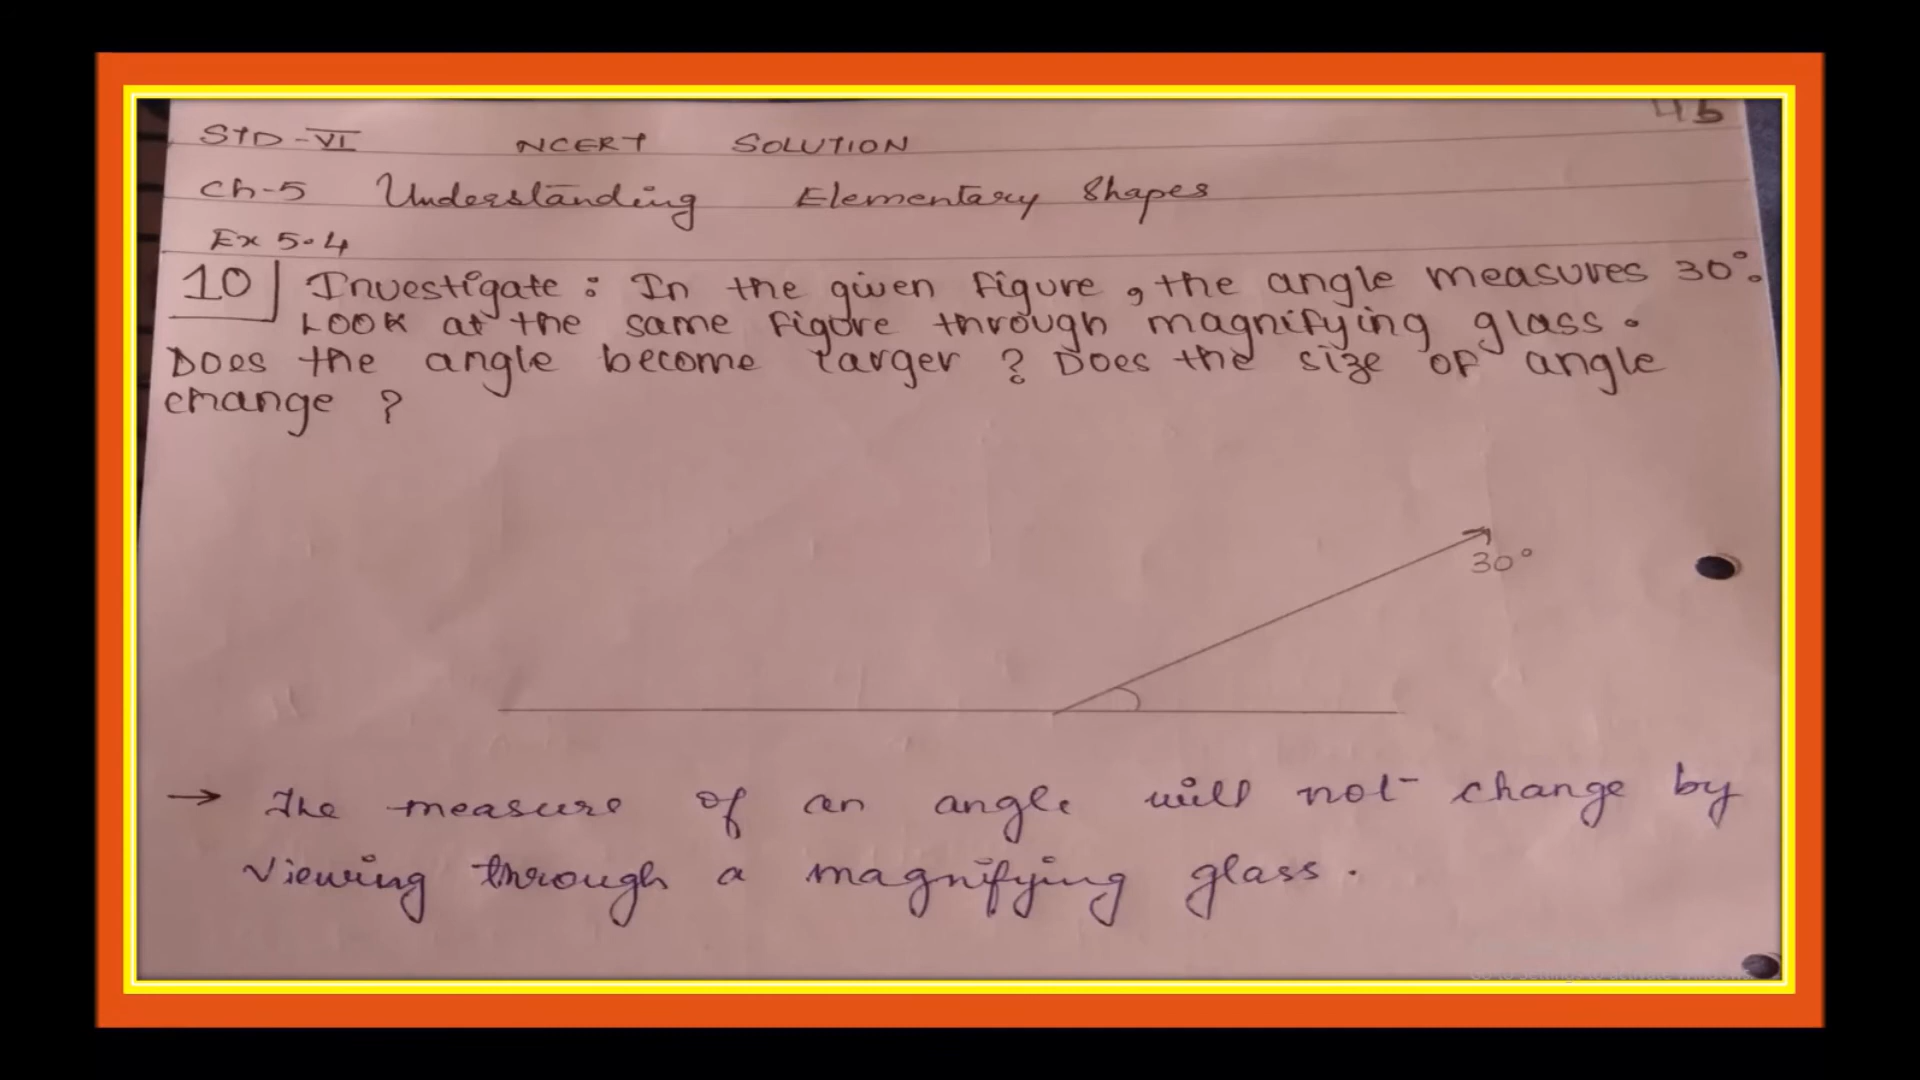 45
STD-VI NCERT SOLUTION
Ch-5 Understanding Elementary Shapes
Ex 5.4
10 Investigate : In the given figure, the angle measures 30°.
Look at the same figure through magnifying glass.
Does the angle become larger ? Does the size of angle
change ?
30°
→ The measure of an angle will not change by
viewing through a magnifying glass.